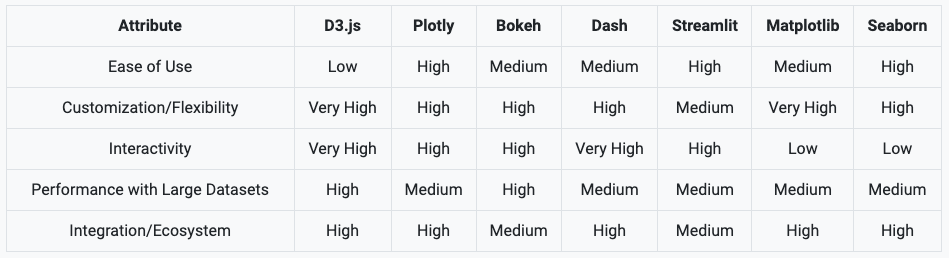 Attribute D3.js Plotly Bokeh Dash Streamlit Matplotlib Seaborn
Ease of Use Low High Medium Medium High Medium High
Customization/Flexibility Very High High High High Medium Very High High
Interactivity Very High High High Very High High Low Low
Performance with Large Datasets High Medium High Medium Medium Medium Medium
Integration/Ecosystem High High Medium High Medium High High